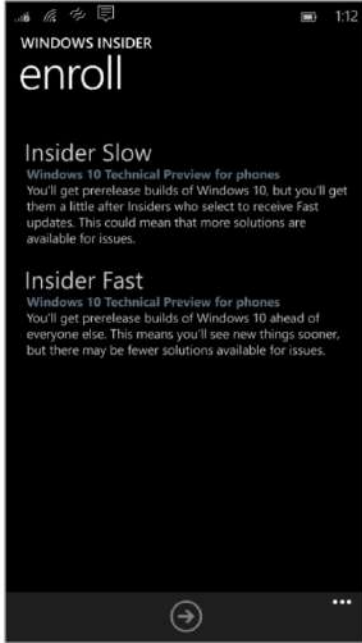 1:12
WINDOWS INSIDER
enroll
Insider Slow
Windows 10 Technical Preview for phones
You'll get prerelease builds of Windows 10, but you'll get
them a little after Insiders who select to receive Fast
updates. This could mean that more solutions are
available for issues.
Insider Fast
Windows 10 Technical Preview for phones
You'll get prerelease builds of Windows 10 ahead of
everyone else. This means you'll see new things sooner,
but there may be fewer solutions available for issues.